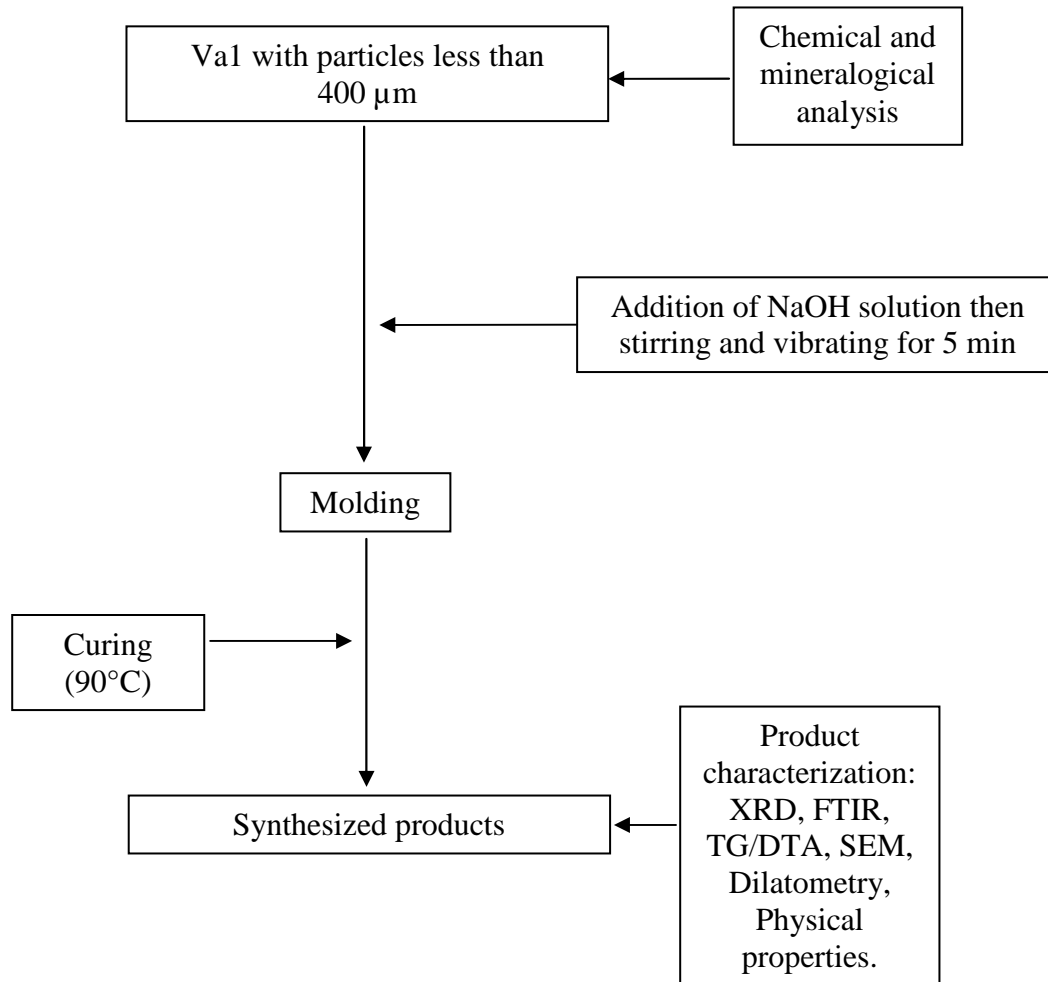 Va1 with particles less than
400 µm
Chemical and
mineralogical
analysis
Addition of NaOH solution then
stirring and vibrating for 5 min
Molding
Curing
(90°C)
Synthesized products
Product
characterization:
XRD, FTIR,
TG/DTA, SEM,
Dilatometry,
Physical
properties.